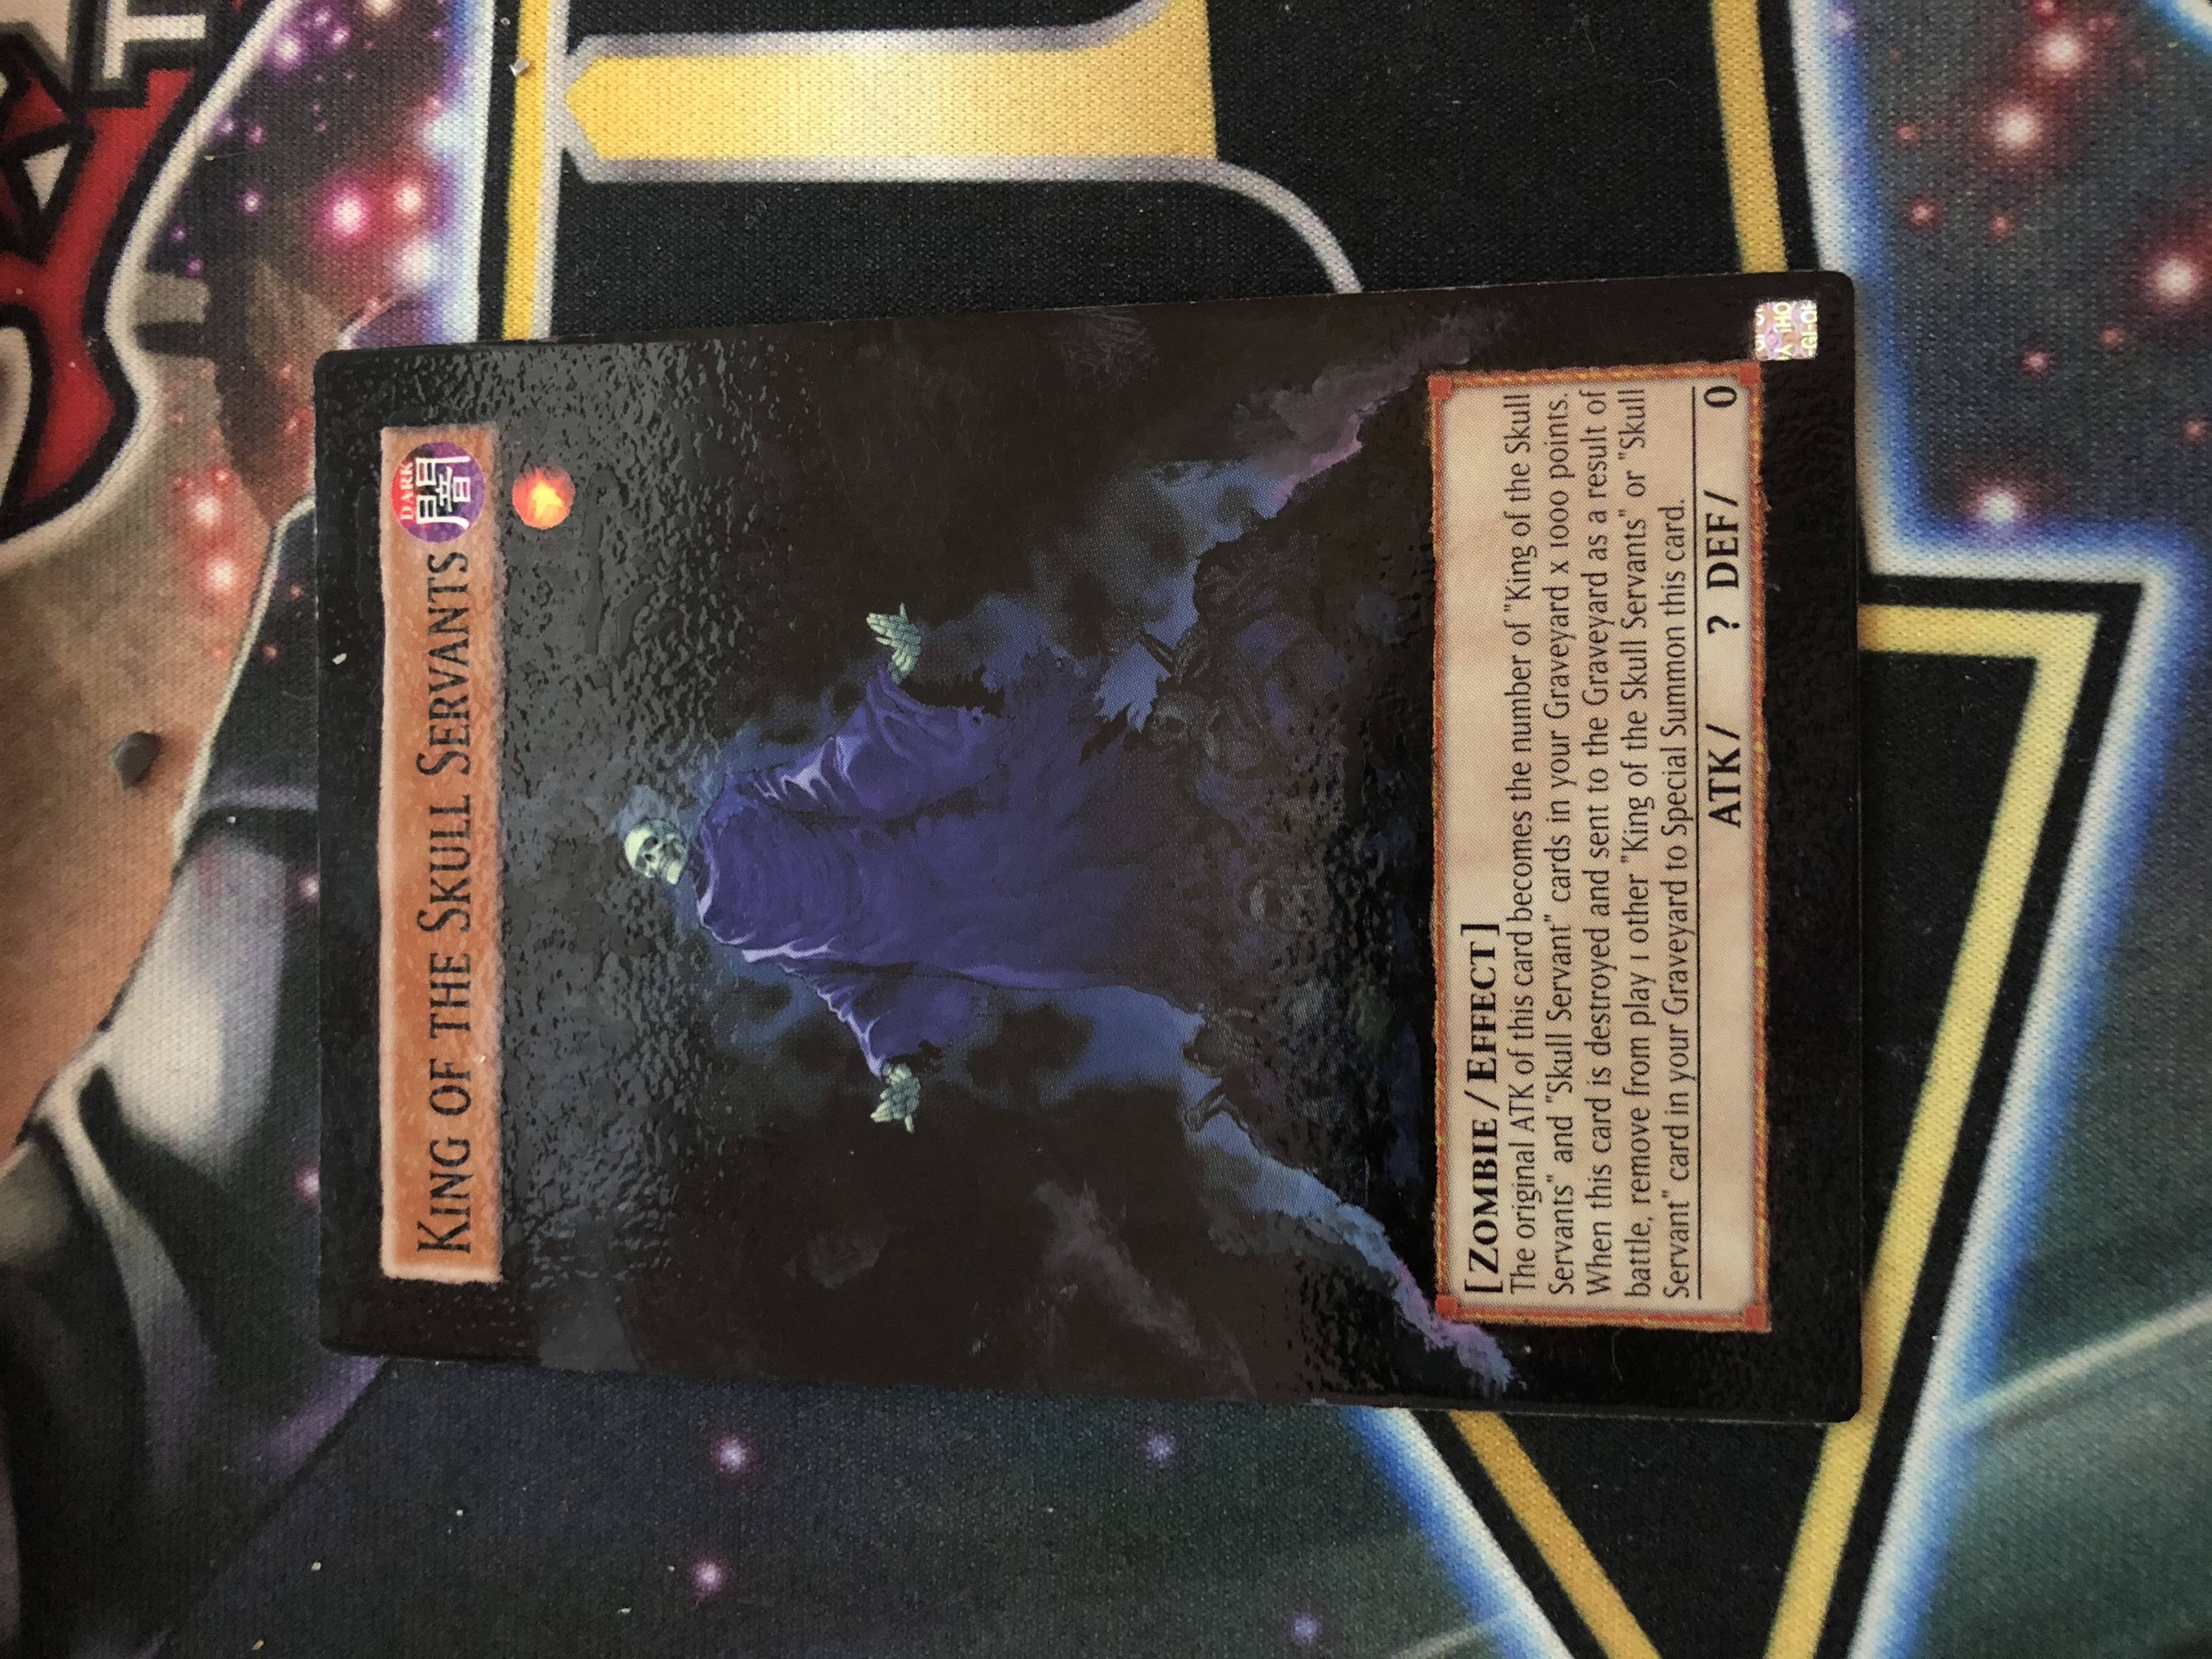 KING OF THE SKULL SERVANTS
DARK
闇
[ZOMBIE/EFFECT]
The original ATK of this card becomes the number of "King of the Skull
Servants" and "Skull Servant" cards in your Graveyard x 1000 points.
When this card is destroyed and sent to the Graveyard as a result of
battle, remove from play 1 other "King of the Skull Servants" or "Skull
Servant" card in your Graveyard to Special Summon this card.
ATK/ ? DEF/ 0